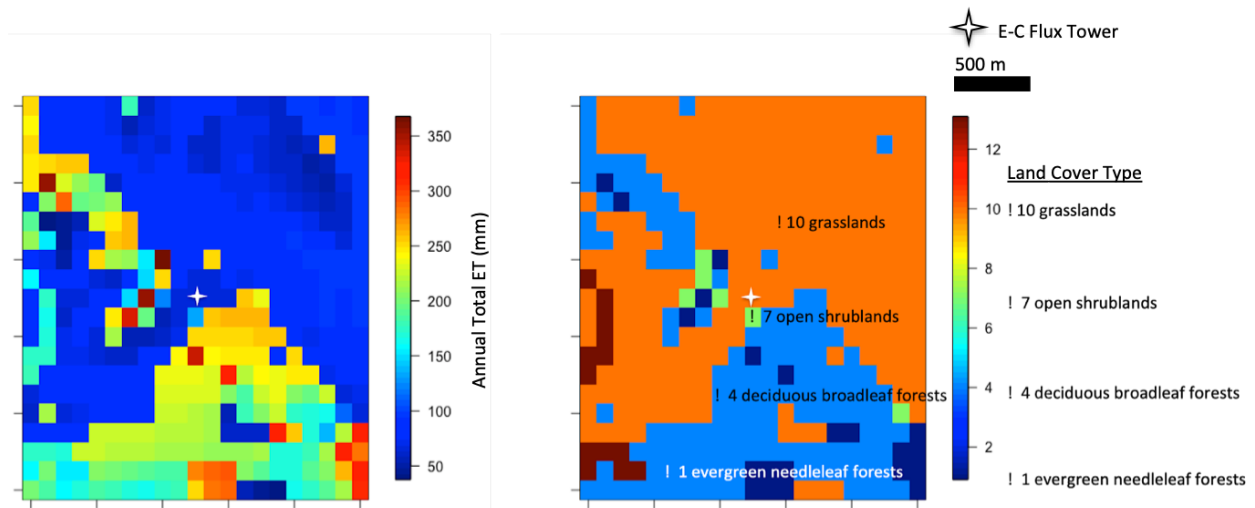 E-C Flux Tower
500 m
350
300
250
200
150
100
50
Annual Total ET (mm)
12
10
8
6
4
2
Land Cover Type
! 10 grasslands
! 7 open shrublands
! 4 deciduous broadleaf forests
! 1 evergreen needleleaf forests
! 10 grasslands
! 7 open shrublands
! 4 deciduous broadleaf forests
! 1 evergreen needleleaf forests